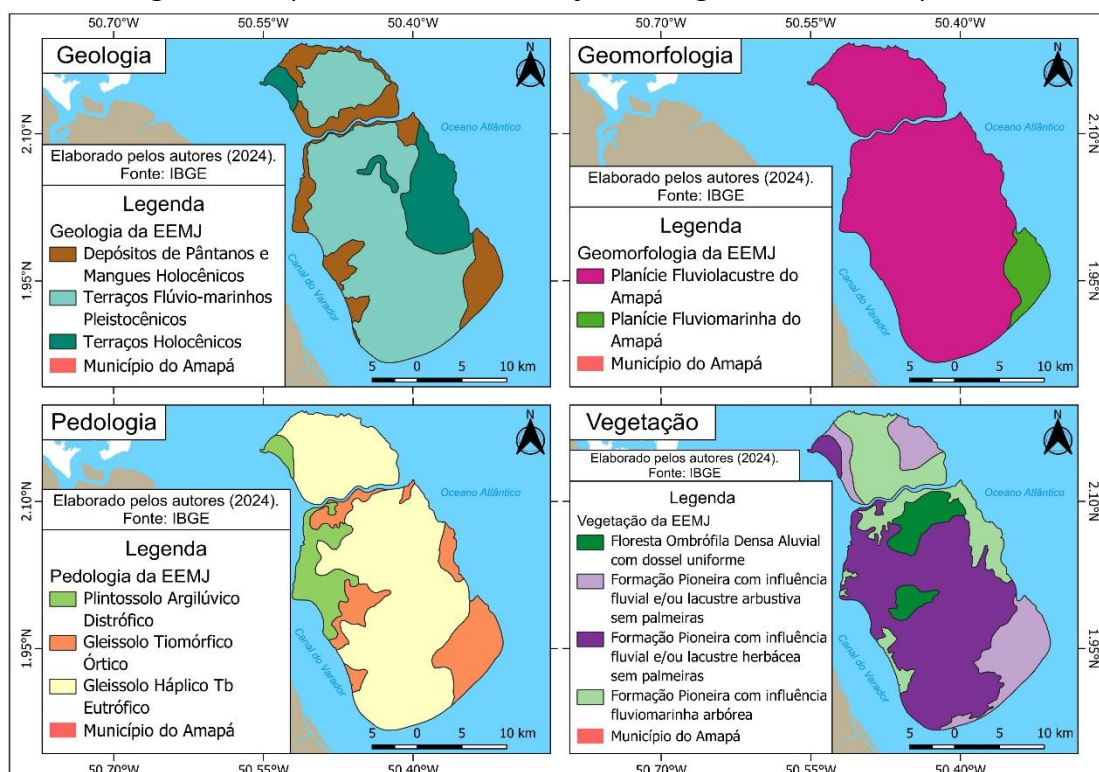 50.70°W 50.55°W 50.40°W 50.70°W 50.55°W 50.40°W
Geologia
N
Oceano Atlântico
2.10°N
Elaborado pelos autores (2024).
Fonte: IBGE
Legenda
Geologia da EEMJ
Depósitos de Pântanos e
Mangues Holocênicos
Terraços Flúvio-marinhos
Pleistocênicos
Terraços Holocênicos
Município do Amapá
1.95°N
Canal do Varador
5 0 5 10 km
Geomorfologia
N
Oceano Atlântico
2.10°N
Elaborado pelos autores (2024).
Fonte: IBGE
Legenda
Geomorfologia da EEMJ
Planície Fluviolacustre do
Amapá
Planície Fluviomarinha do
Amapá
Município do Amapá
1.95°N
Canal do Varador
5 0 5 10 km
Pedologia
N
Oceano Atlântico
2.10°N
Elaborado pelos autores (2024).
Fonte: IBGE
Legenda
Pedologia da EEMJ
Plintossolo Argilúvico
Distrófico
Gleissolo Tiomórfico
Órtico
Gleissolo Háplico Tb
Eutrófico
Município do Amapá
1.95°N
Canal do Varador
5 0 5 10 km
Vegetação
N
Oceano Atlântico
2.10°N
Elaborado pelos autores (2024).
Fonte: IBGE
Legenda
Vegetação da EEMJ
Floresta Ombrófila Densa Aluvial
com dossel uniforme
Formação Pioneira com influência
fluvial e/ou lacustre arbustiva
sem palmeiras
Formação Pioneira com influência
fluvial e/ou lacustre herbácea
sem palmeiras
Formação Pioneira com influência
fluviomarinha arbórea
Município do Amapá
1.95°N
Canal do Varador
5 0 5 10 km
50.70°W 50.55°W 50.40°W 50.70°W 50.55°W 50.40°W